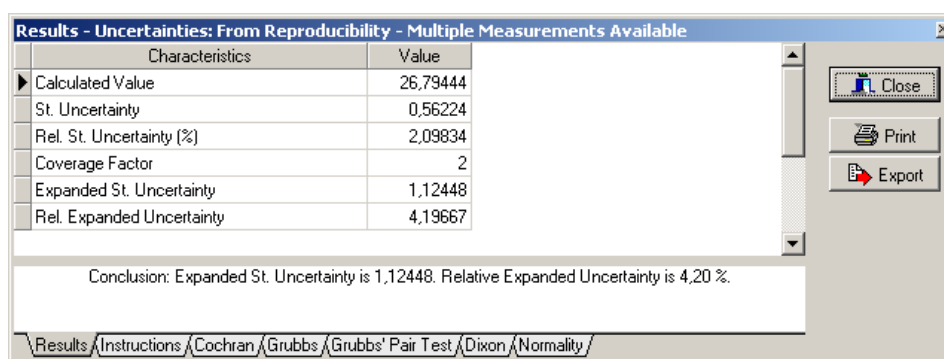 Results - Uncertainties: From Reproducibility - Multiple Measurements Available
Characteristics Value
Calculated Value 26,79444
St. Uncertainty 0,56224
Rel. St. Uncertainty (%) 2,09834
Coverage Factor 2
Expanded St. Uncertainty 1,12448
Rel. Expanded Uncertainty 4,19667
Close
Print
Export
Conclusion: Expanded St. Uncertainty is 1,12448. Relative Expanded Uncertainty is 4,20 %.
Results Instructions Cochran Grubbs Grubbs' Pair Test Dixon Normality